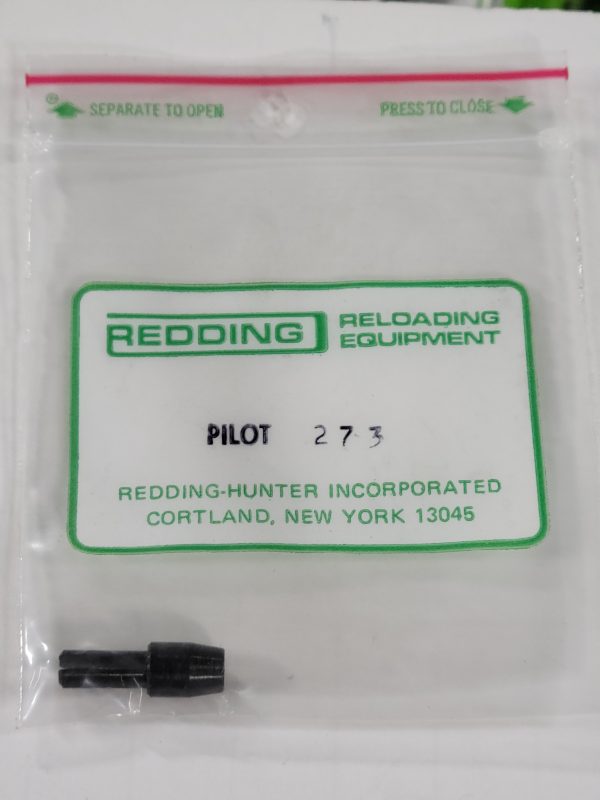 ® SEPARATE TO OPEN PRESS TO CLOSE
REDDING RELOADING EQUIPMENT
PILOT 273
REDDING-HUNTER INCORPORATED
CORTLAND, NEW YORK 13045